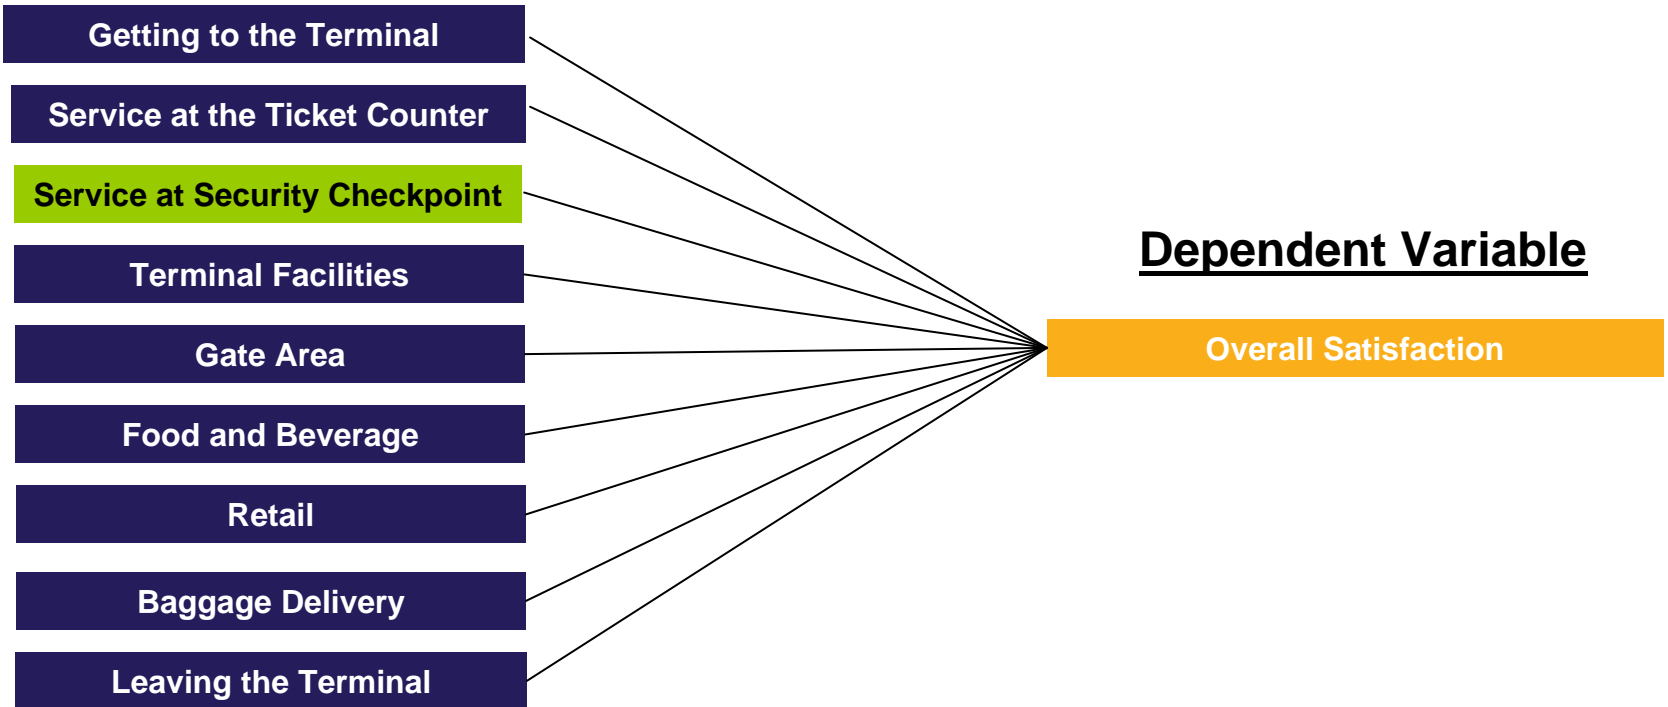 Getting to the Terminal
Service at the Ticket Counter
Service at Security Checkpoint
Terminal Facilities
Gate Area
Food and Beverage
Retail
Baggage Delivery
Leaving the Terminal
Dependent Variable
Overall Satisfaction